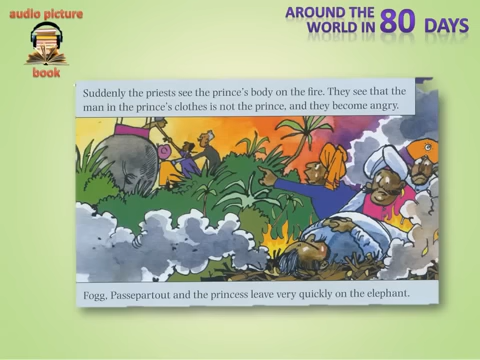 audio picture
book
AROUND THE
WORLD IN 80 DAYS
Suddenly the priests see the prince's body on the fire. They see that the
man in the prince's clothes is not the prince, and they become angry.
Fogg, Passepartout and the princess leave very quickly on the elephant.